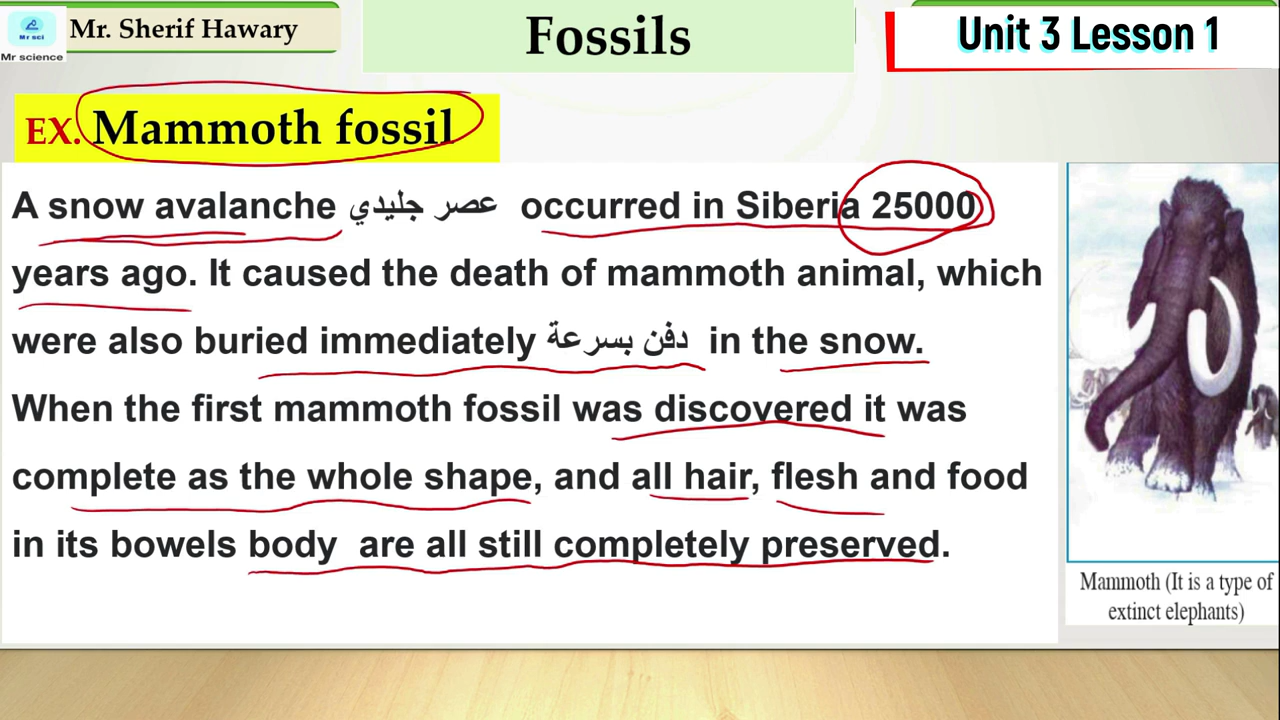 Mr sci
Mr science
Mr. Sherif Hawary
Fossils
Unit 3 Lesson 1
EX. Mammoth fossil
A snow avalanche عصر جليدي occurred in Siberia 25000
years ago. It caused the death of mammoth animal, which
were also buried immediately دفن بسرعة in the snow.
When the first mammoth fossil was discovered it was
complete as the whole shape, and all hair, flesh and food
in its bowels body are all still completely preserved.
Mammoth (It is a type of
extinct elephants)